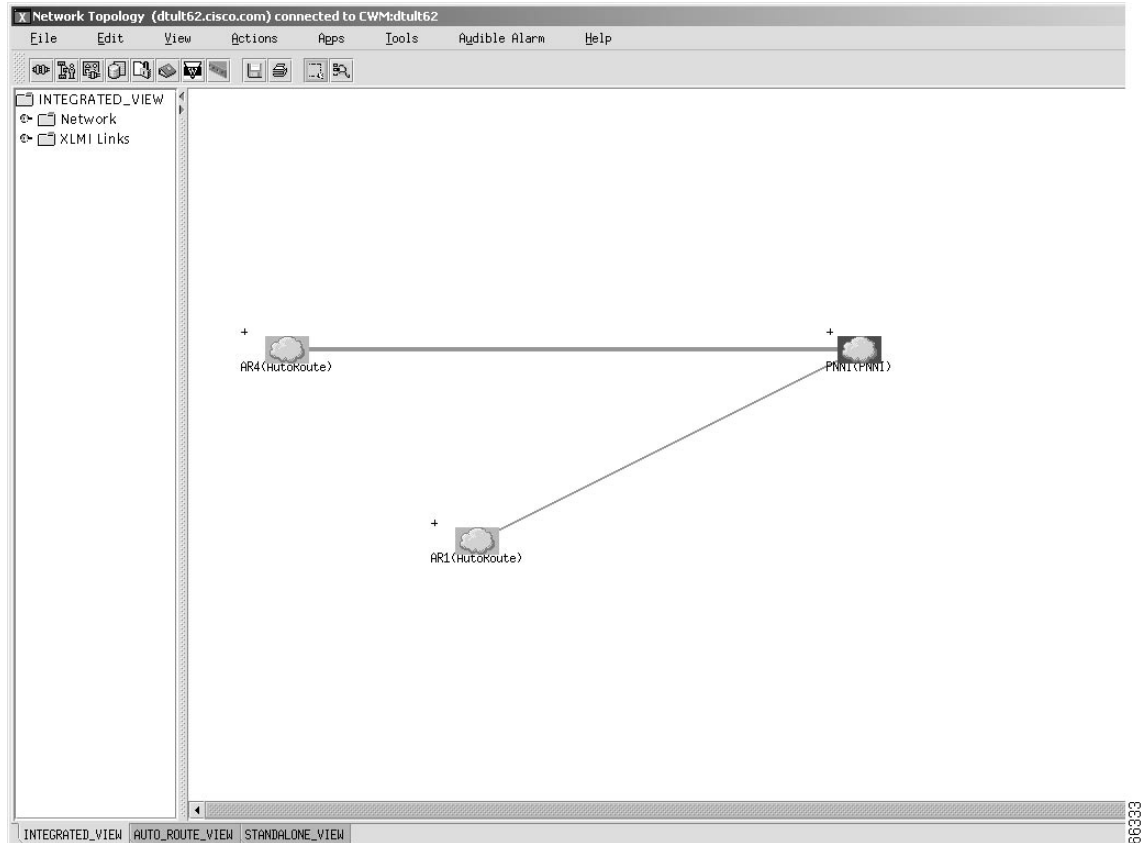 X Network Topology (dtult62.cisco.com) connected to CWM:dtult62
File Edit View Actions Apps Tools Audible Alarm Help
INTEGRATED_VIEW
Network
XLMI Links
+ +
AR4(AutoRoute) PNNI(PNNI)
+
AR1(AutoRoute)
INTEGRATED_VIEW AUTO_ROUTE_VIEW STANDALONE_VIEW
66333